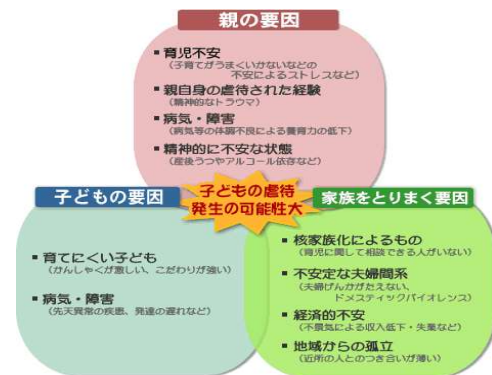 親の要因
▪ 育児不安
(子育てがうまくいかないなどの
不安によるストレスなど)
▪ 親自身の虐待された経験
(精神的なトラウマ)
▪ 病気・障害
(病気等の体調不良による養育力の低下)
▪ 精神的に不安な状態
(産後うつやアルコール依存など)
子どもの虐待
発生の可能性大
子どもの要因
▪ 育てにくい子ども
(かんしゃくが激しい、こだわりが強い)
▪ 病気・障害
(先天異常の疾患、発達の遅れなど)
家族をとりまく要因
▪ 核家族化によるもの
(育児に関して相談できる人がいない)
▪ 不安定な夫婦間系
(夫婦げんかがたえない、
ドメスティックバイオレンス)
▪ 経済的不安
(不景気による収入低下・失業など)
▪ 地域からの孤立
(近所の人とのつき合いが薄い)